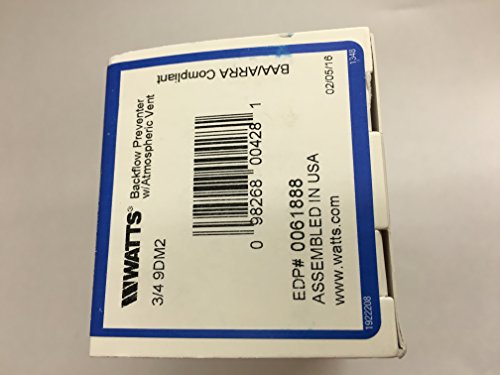 WATTS
Backflow Preventer
w/Atmospheric Vent
3/4 9DM2
BAA/ARRA Compliant
0 98268 00428 1
EDP# 0061888
ASSEMBLED IN USA
www.watts.com
02/05/16
1348
1922208